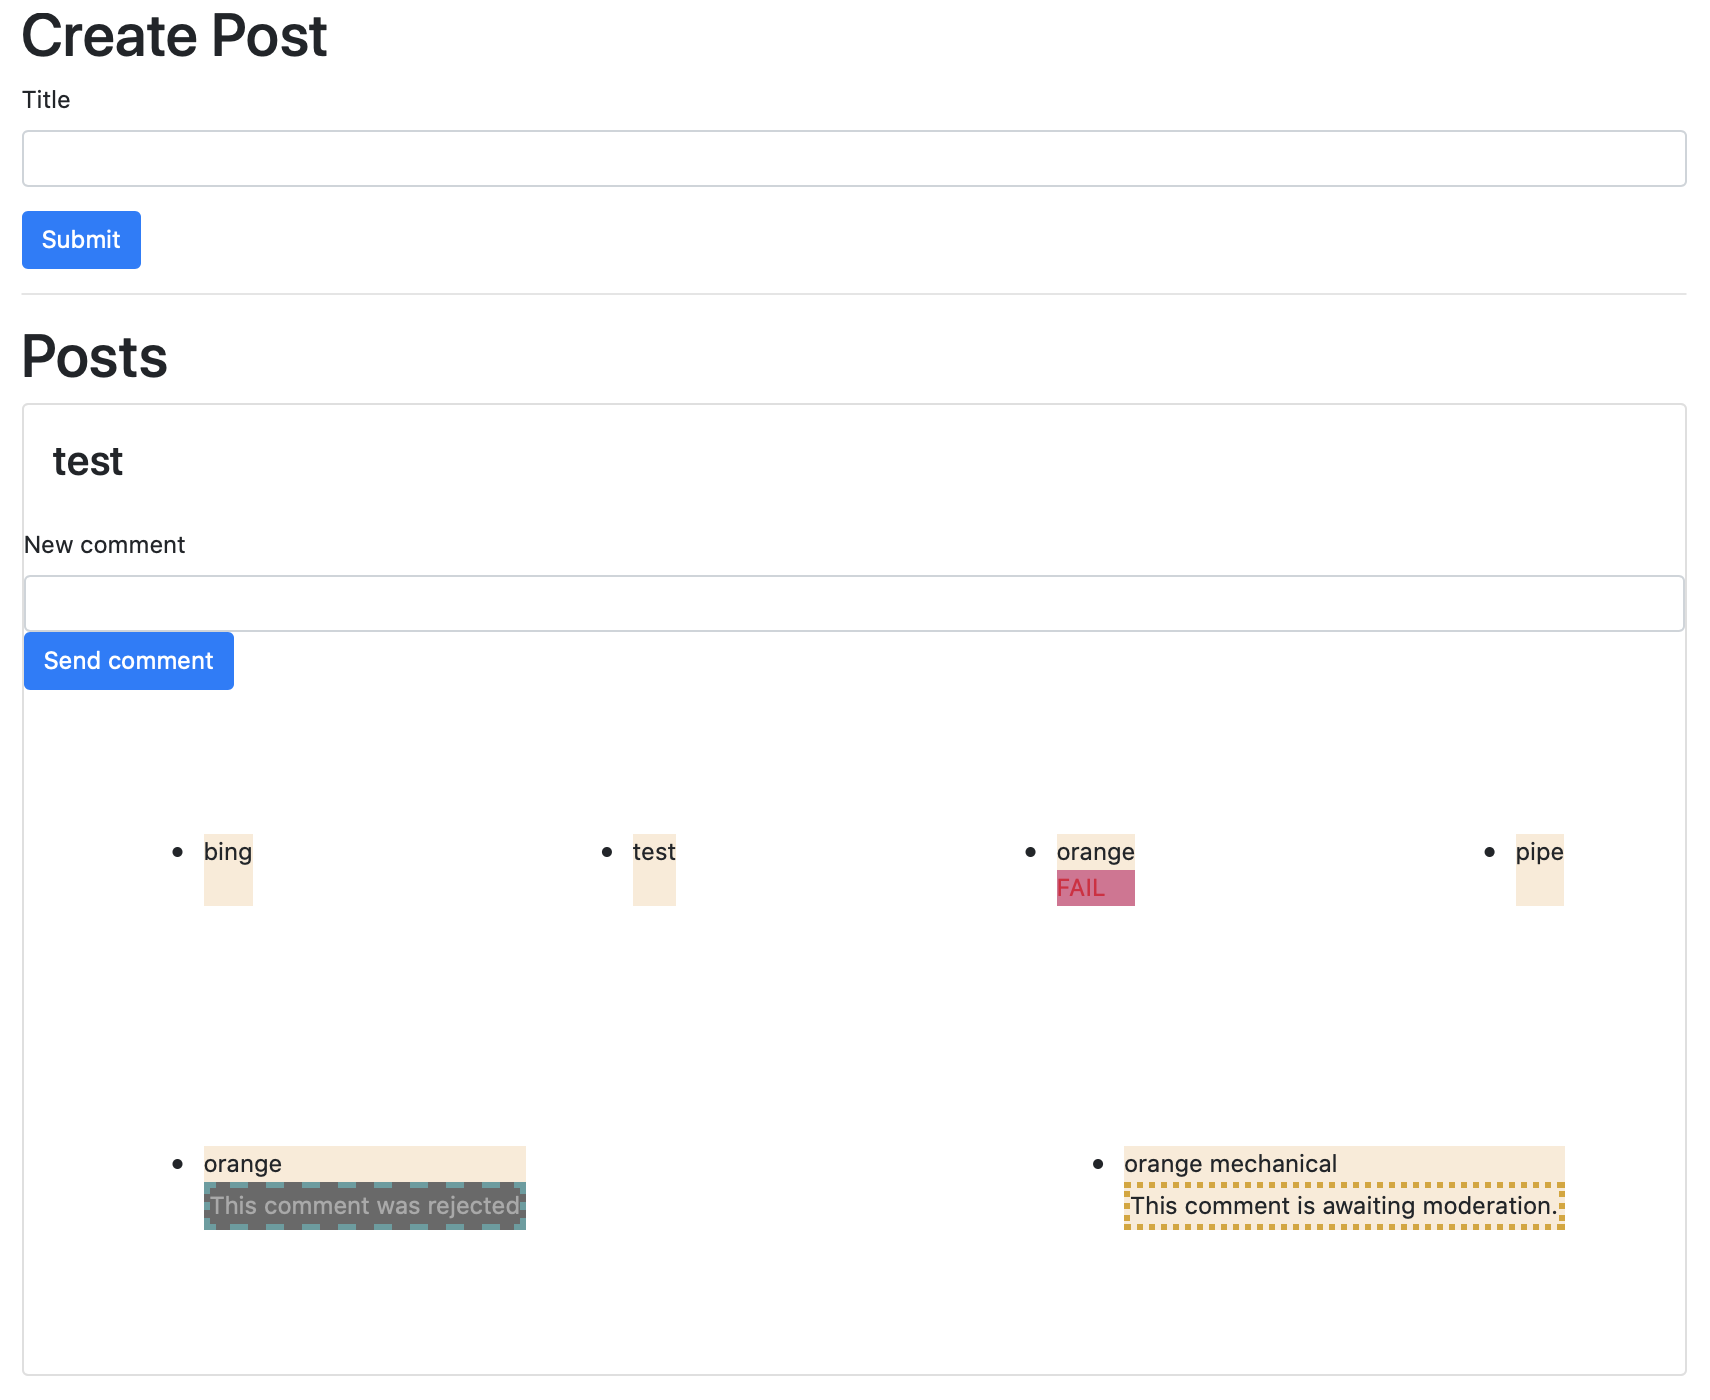 Create Post
Title
Submit
Posts
test
New comment
Send comment
bing
test
orange
FAIL
pipe
orange
This comment was rejected
orange mechanical
This comment is awaiting moderation.